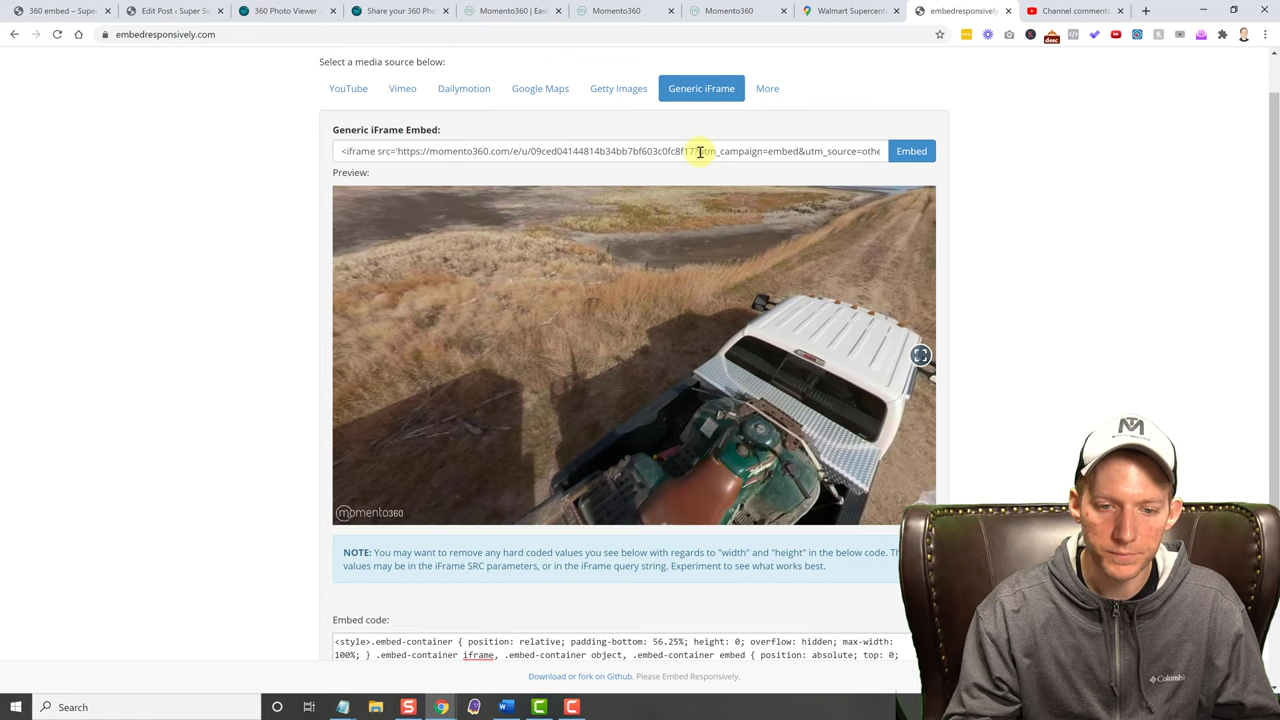 360 embed – Supe
Edit Post ‹ Super Sw
360 Photo Viewer -
Share your 360 Pho
Momento360 | Easi
Momento360
Momento360
Walmart Supercente
embedresponsively.c
Channel comments
embedresponsively.com
desc
Select a media source below:
YouTube
Vimeo
Dailymotion
Google Maps
Getty Images
Generic iFrame
More
Generic iFrame Embed:
<iframe src='https://momento360.com/e/u/09ced04144814b34bb7bf603c0fc8f17?utm_campaign=embed&utm_source=othe
Embed
Preview:
momento360
NOTE: You may want to remove any hard coded values you see below with regards to "width" and "height" in the below code. Th
values may be in the iFrame SRC parameters, or in the iFrame query string. Experiment to see what works best.
Embed code:
<style>.embed-container { position: relative; padding-bottom: 56.25%; height: 0; overflow: hidden; max-width:
100%; } .embed-container iframe, .embed-container object, .embed-container embed { position: absolute; top: 0;
Download or fork on Github. Please Embed Responsively.
Columbia
Search